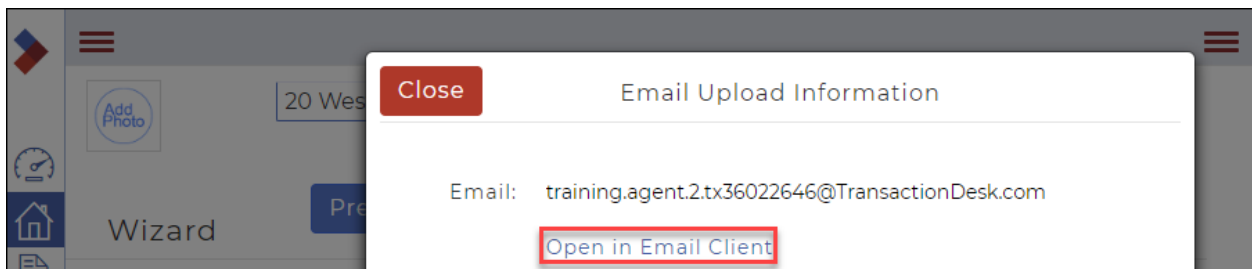 Close
Email Upload Information
Add
Photo
20 Wes
Email: training.agent.2.tx36022646@TransactionDesk.com
Pre
Wizard
Open in Email Client